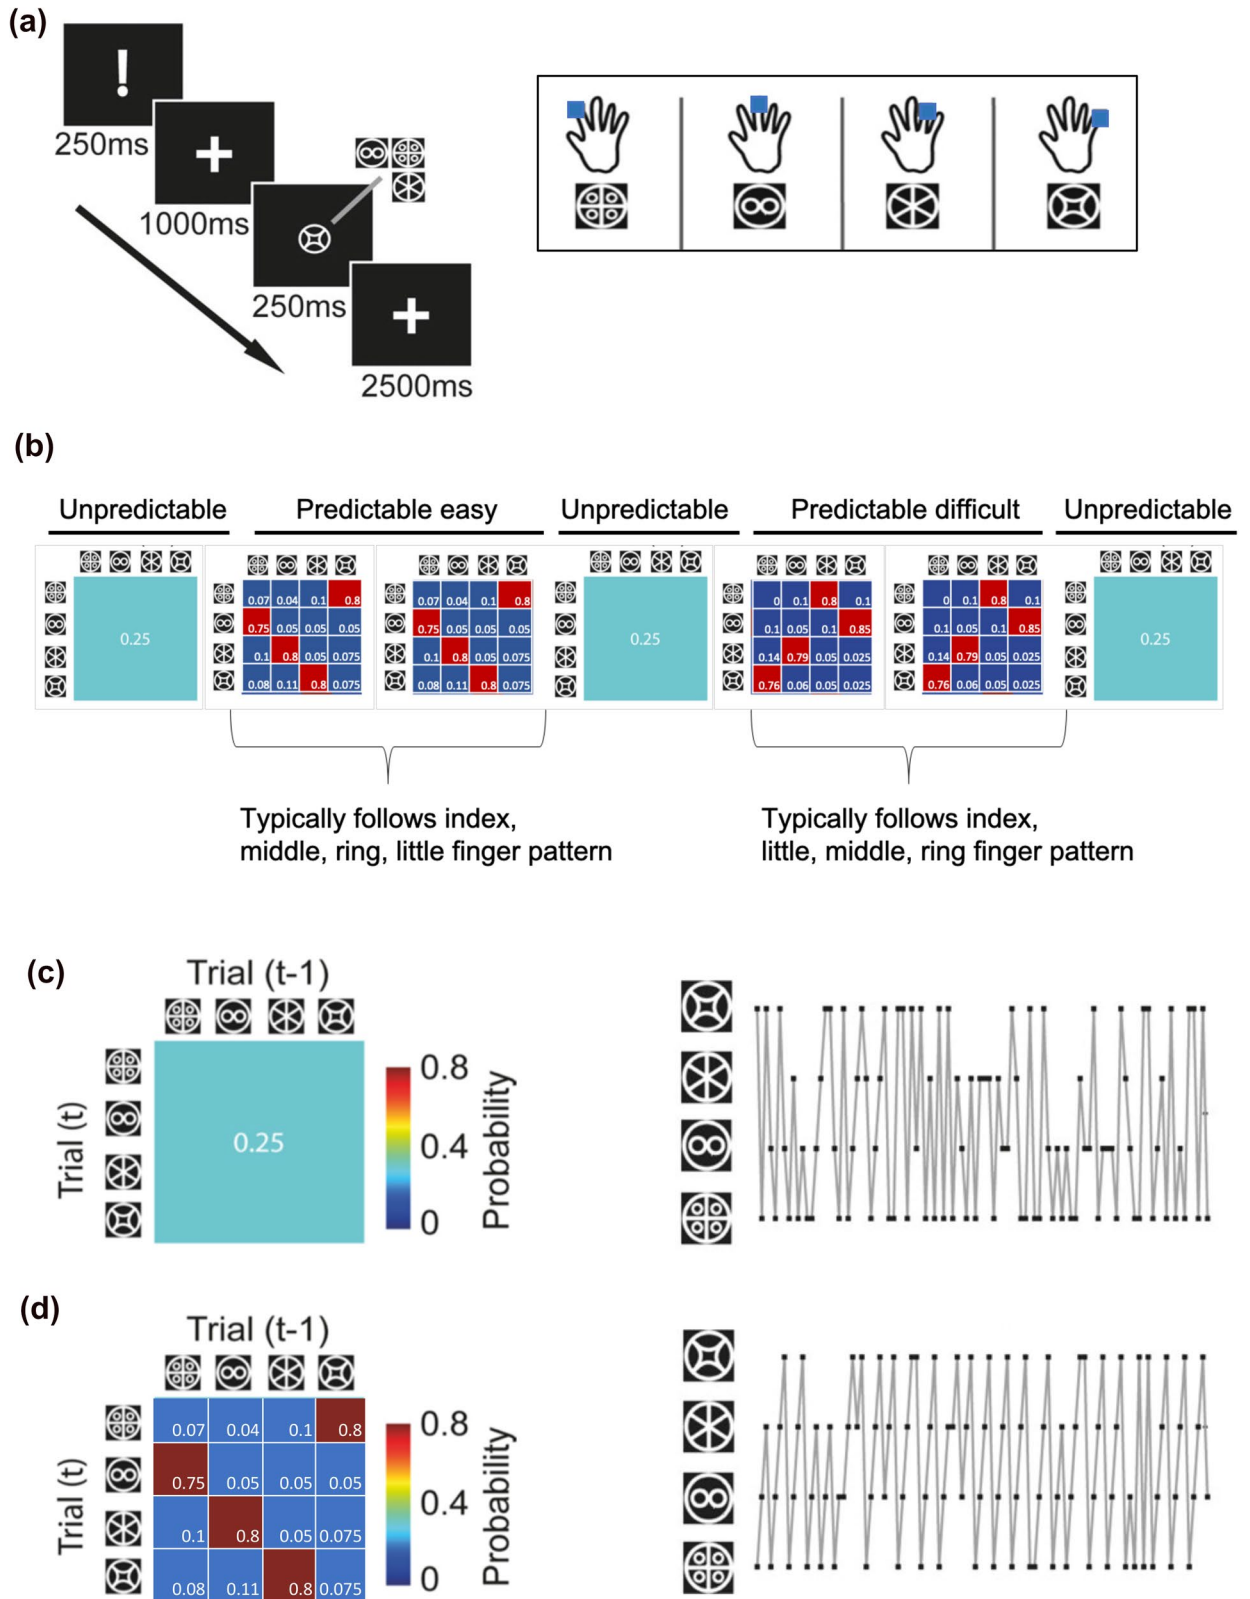 (a)
!
250ms
1000ms
250ms
2500ms
(b)
Unpredictable
Predictable easy
Unpredictable
Predictable difficult
Unpredictable
0.25
0.07 0.04 0.1 0.8
0.75 0.05 0.05 0.05
0.1 0.8 0.05 0.075
0.08 0.11 0.8 0.075
0.07 0.04 0.1 0.8
0.75 0.05 0.05 0.05
0.1 0.8 0.05 0.075
0.08 0.11 0.8 0.075
0.25
0 0.1 0.8 0.1
0.1 0.05 0.1 0.85
0.14 0.79 0.05 0.025
0.76 0.06 0.05 0.025
0 0.1 0.8 0.1
0.1 0.05 0.1 0.85
0.14 0.79 0.05 0.025
0.76 0.06 0.05 0.025
0.25
Typically follows index,
middle, ring, little finger pattern
Typically follows index,
little, middle, ring finger pattern
(c)
Trial (t-1)
Trial (t)
0.25
0.8
0.4
0
Probability
(d)
Trial (t-1)
Trial (t)
0.07 0.04 0.1 0.8
0.75 0.05 0.05 0.05
0.1 0.8 0.05 0.075
0.08 0.11 0.8 0.075
0.8
0.4
0
Probability